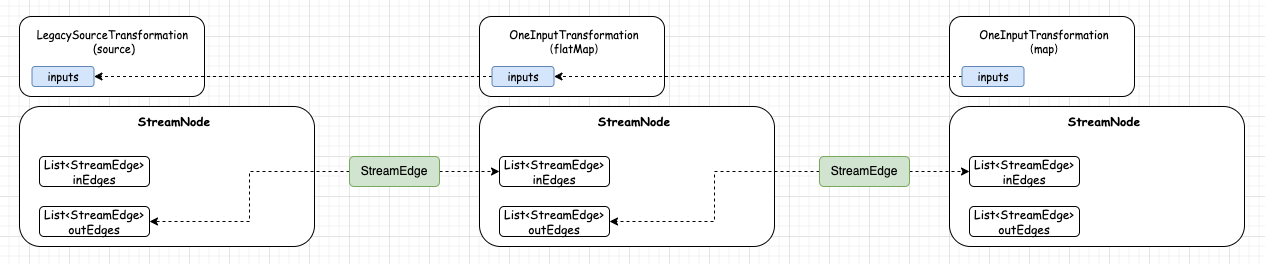 LegacySourceTransformation
(source)
inputs
OneInputTransformation
(flatMap)
inputs
OneInputTransformation
(map)
inputs
StreamNode
List<StreamEdge>
inEdges
List<StreamEdge>
outEdges
StreamEdge
StreamNode
List<StreamEdge>
inEdges
List<StreamEdge>
outEdges
StreamEdge
StreamNode
List<StreamEdge>
inEdges
List<StreamEdge>
outEdges